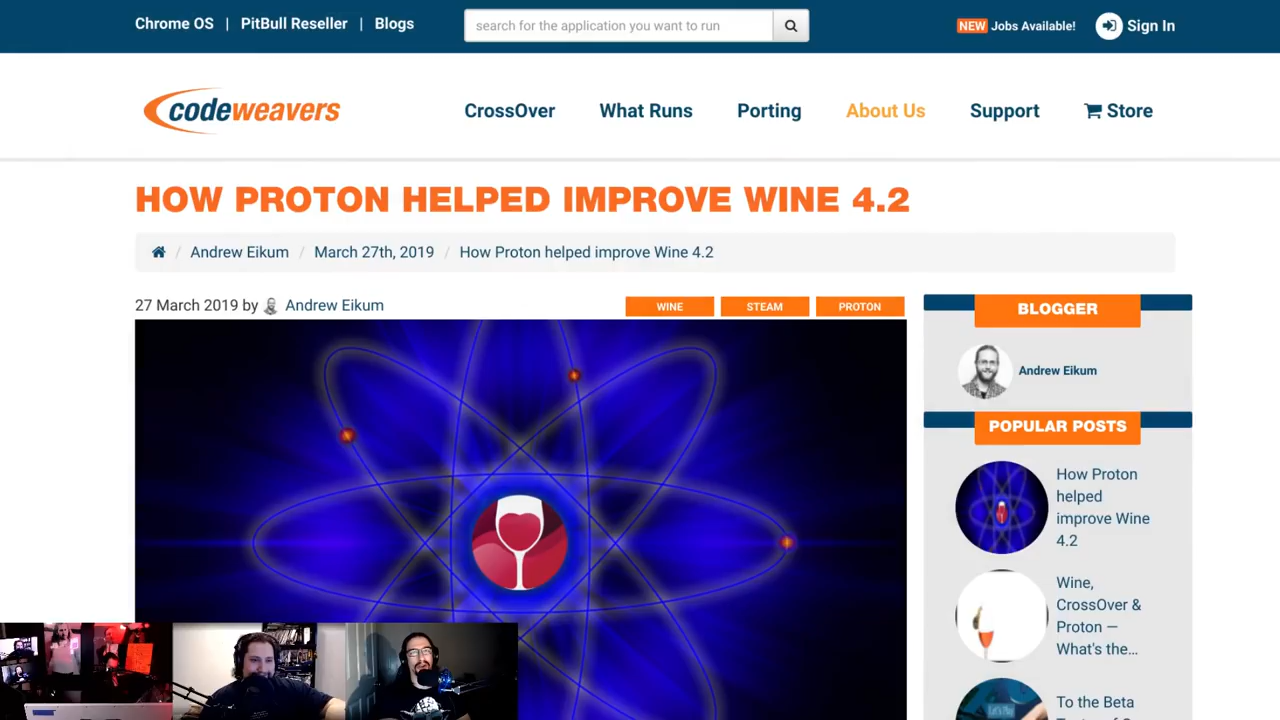 Chrome OS | PitBull Reseller | Blogs
search for the application you want to run
NEW Jobs Available!
Sign In
codeweavers
CrossOver
What Runs
Porting
About Us
Support
Store
HOW PROTON HELPED IMPROVE WINE 4.2
/ Andrew Eikum / March 27th, 2019 / How Proton helped improve Wine 4.2
27 March 2019 by Andrew Eikum
WINE
STEAM
PROTON
BLOGGER
Andrew Eikum
POPULAR POSTS
How Proton
helped
improve Wine
4.2
Wine,
CrossOver &
Proton —
What's the...
To the Beta